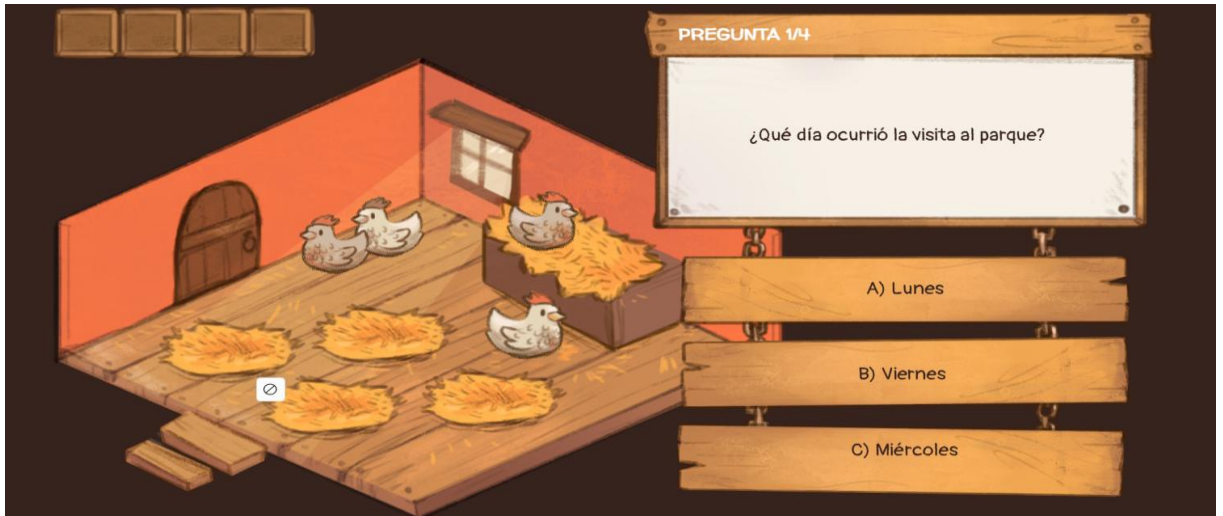 PREGUNTA 1/4
¿Qué día ocurrió la visita al parque?
A) Lunes
B) Viernes
C) Miércoles